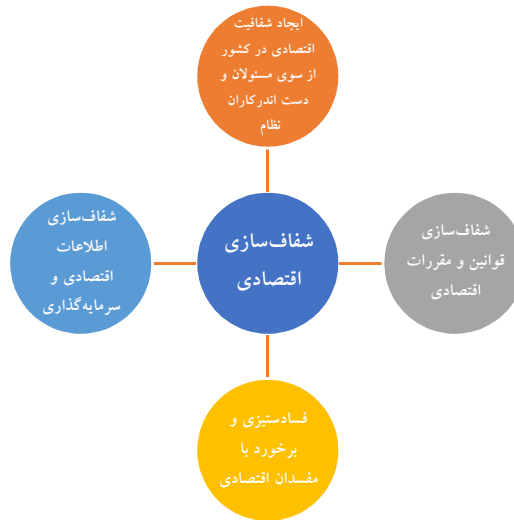 ایجاد شفافیت
اقتصادی در کشور
از سوی مسئولان و
دست اندرکاران
نظام
شفاف‌سازی
اقتصادی
شفاف‌سازی
قوانین و مقررات
اقتصادی
شفاف‌سازی
اطلاعات
اقتصادی و
سرمایه‌گذاری
فسادستیزی و
برخورد با
مفسدان اقتصادی